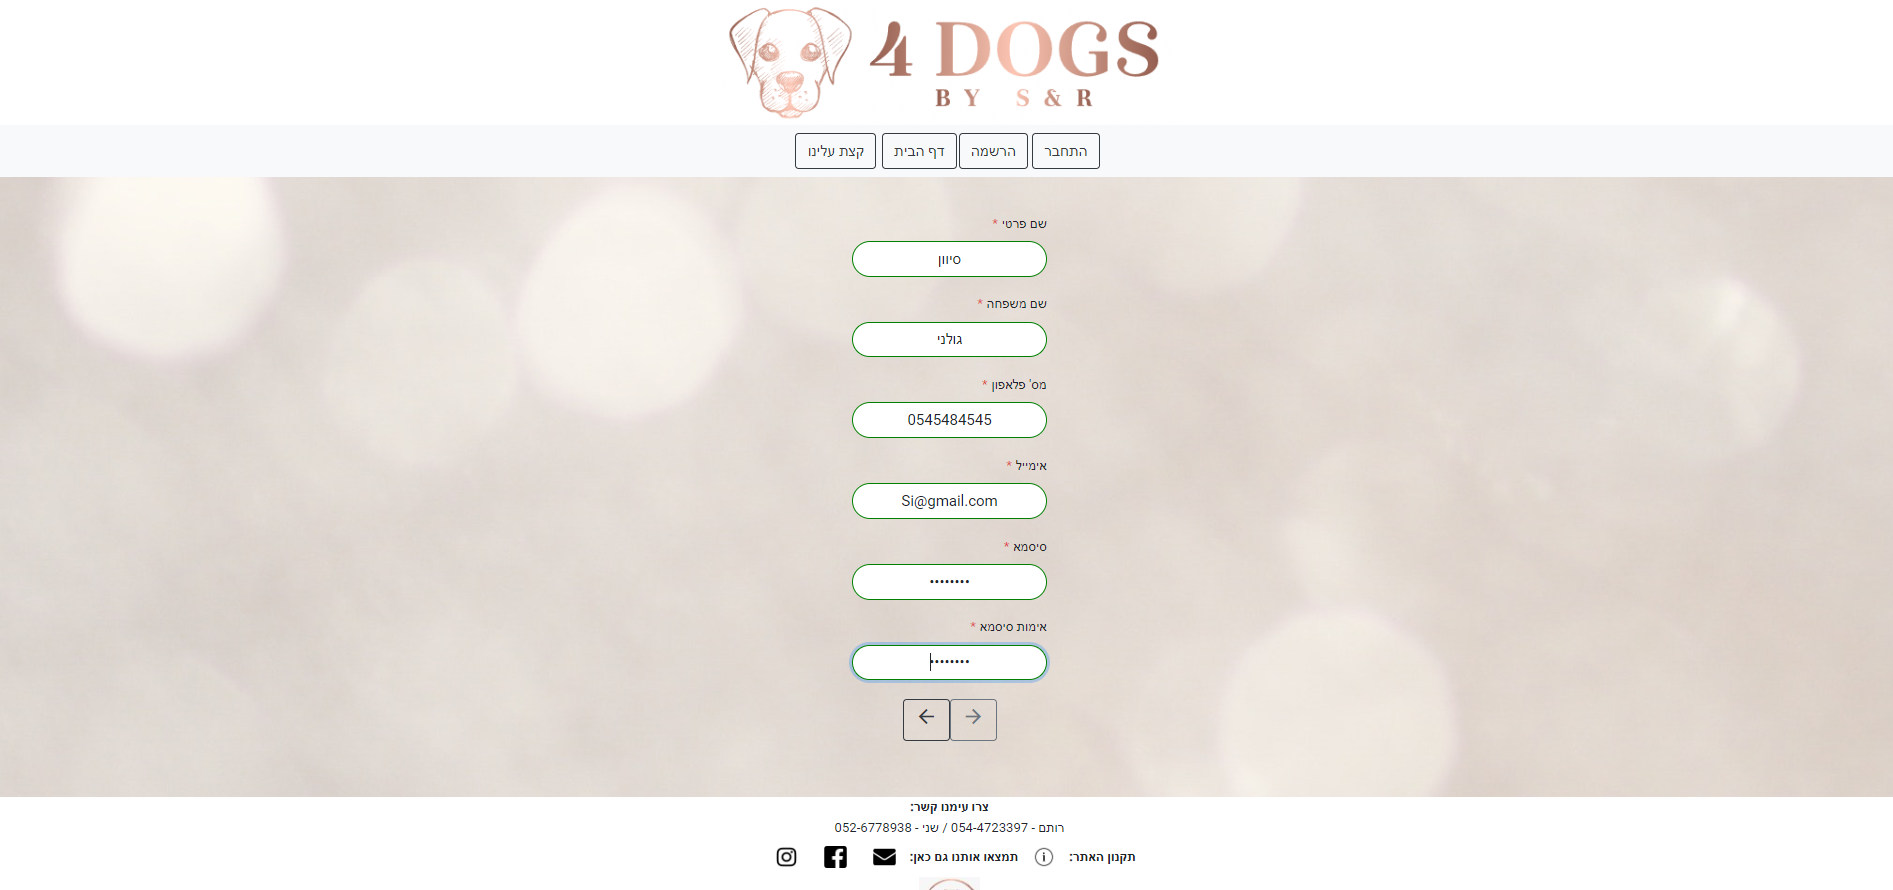 4 DOGS
BY S&R
התחבר
הרשמה
דף הבית
קצת עלינו
שם פרטי *
סיוון
שם משפחה *
גולני
מס' פלאפון *
0545484545
אימייל *
Si@gmail.com
סיסמא *
••••••••
אימות סיסמא *
••••••••
צרו עימנו קשר:
רותם - 054-4723397 / שני - 052-6778938
תקנון האתר: תמצאו אותנו גם כאן: